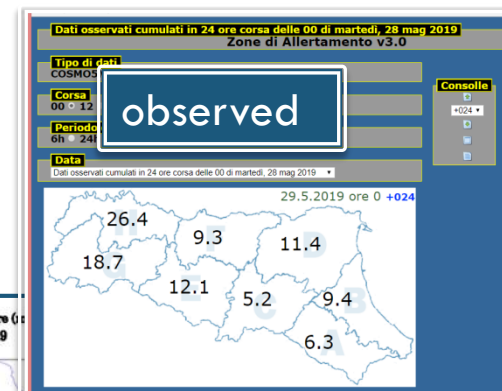 Dati osservati cumulati in 24 ore corsa delle 00 di martedì, 28 mag 2019
Zone di Allertamento v3.0
Tipo di dati
COSMO5
Corsa
00 12
observed
Periodo
6h 24h
Data
Dati osservati cumulati in 24 ore corsa delle 00 di martedì, 28 mag 2019
Consolle
+024
29.5.2019 ore 0 +024
H
26.4
F
9.3
D
11.4
G
18.7
E
12.1
C
5.2
B
9.4
A
6.3
re (
9